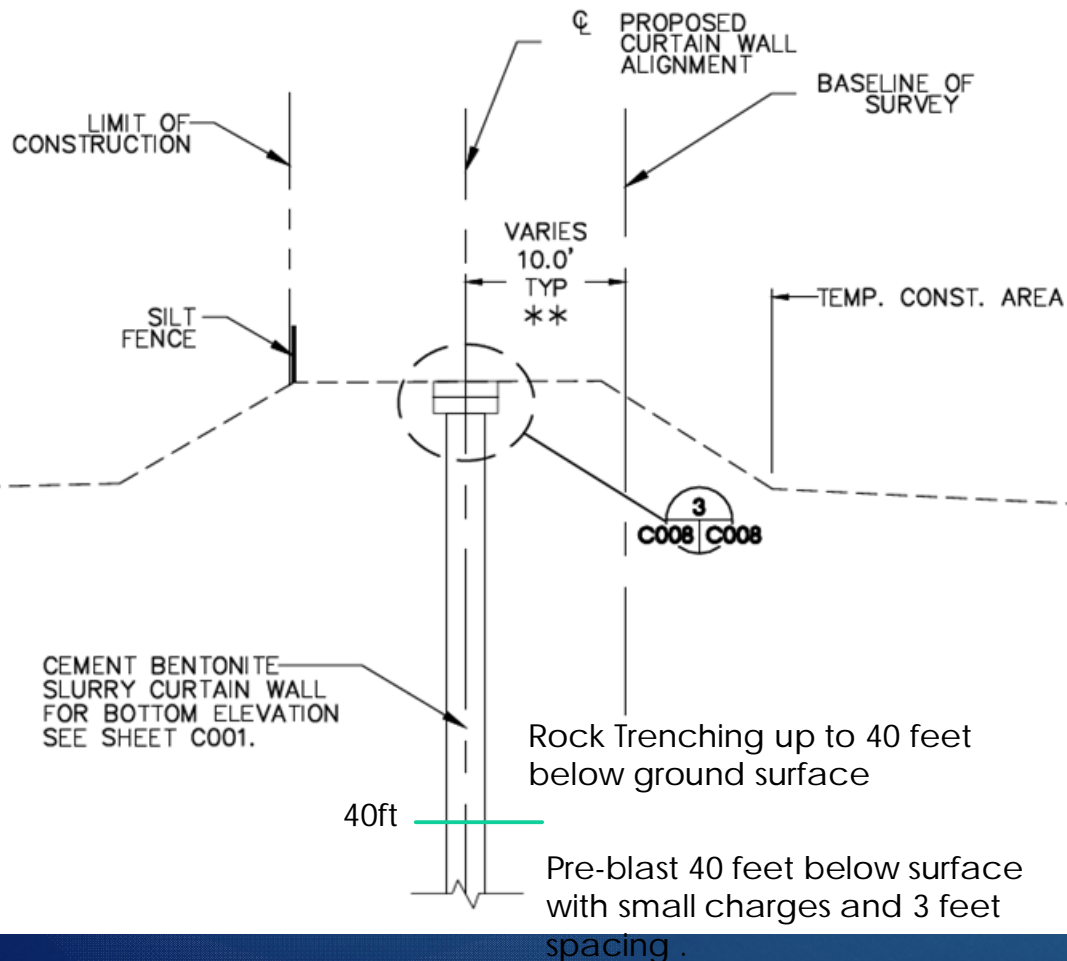 ℄ PROPOSED
CURTAIN WALL
ALIGNMENT
BASELINE OF
SURVEY
LIMIT OF
CONSTRUCTION
VARIES
10.0'
TYP
**
TEMP. CONST. AREA
SILT
FENCE
3
C008 C008
CEMENT BENTONITE
SLURRY CURTAIN WALL
FOR BOTTOM ELEVATION
SEE SHEET C001.
Rock Trenching up to 40 feet
below ground surface
40ft
Pre-blast 40 feet below surface
with small charges and 3 feet
spacing .